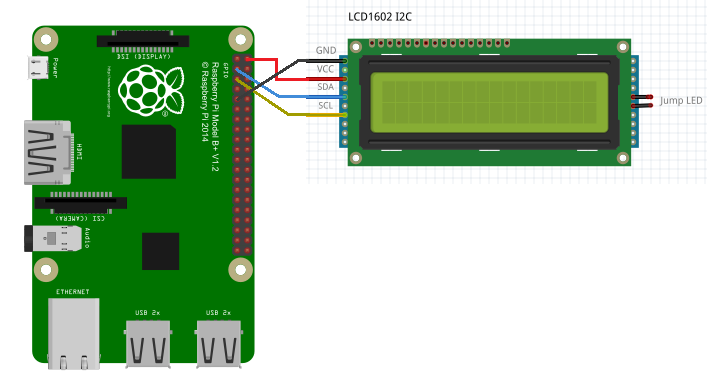 LCD1602 I2C
GND
VCC
SDA
SCL
Jump LED
DSI (DISPLAY)
Power
GPIO
Raspberry Pi Model B+ V1.2
© Raspberry Pi 2014
HDMI
CSI (CAMERA)
Audio
ETHERNET
USB 2x
USB 2x